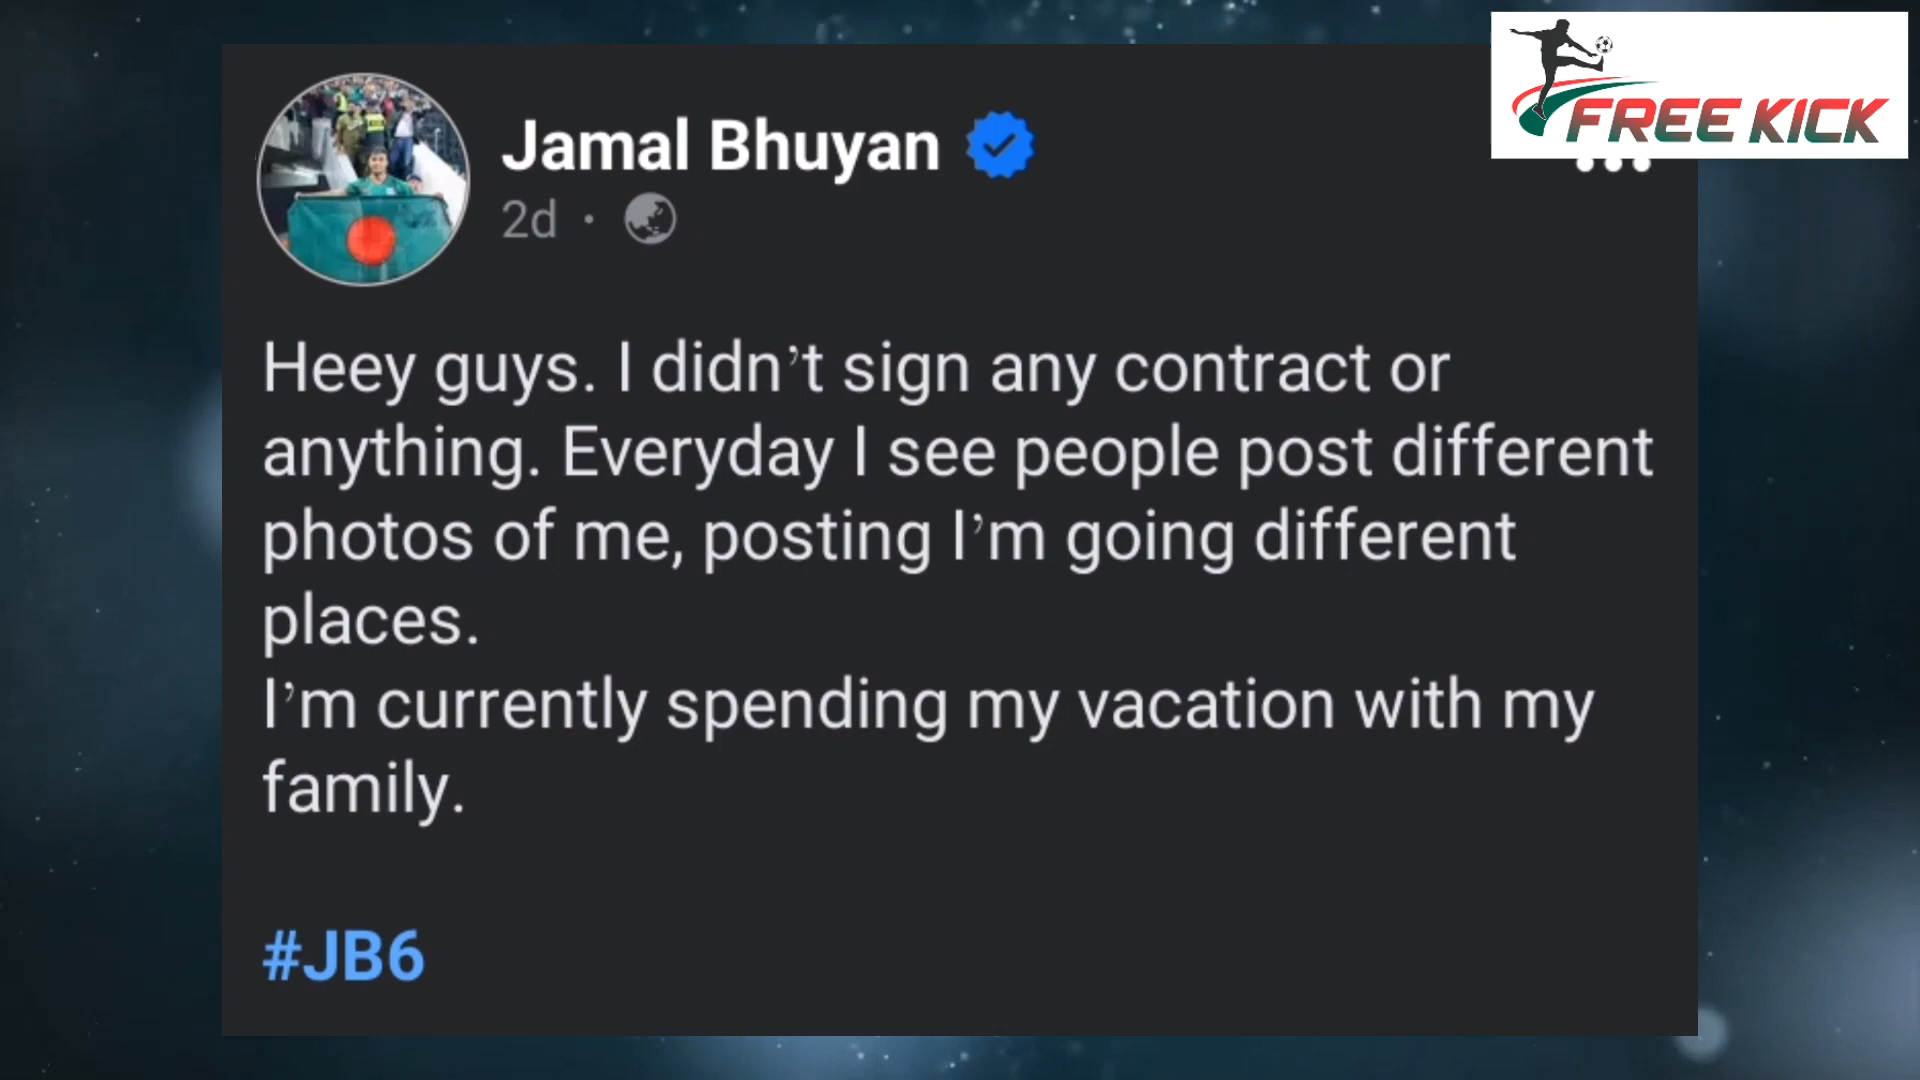 FREE KICK
Jamal Bhuyan
2d ·
Heey guys. I didn’t sign any contract or
anything. Everyday I see people post different
photos of me, posting I’m going different
places.
I’m currently spending my vacation with my
family.
#JB6